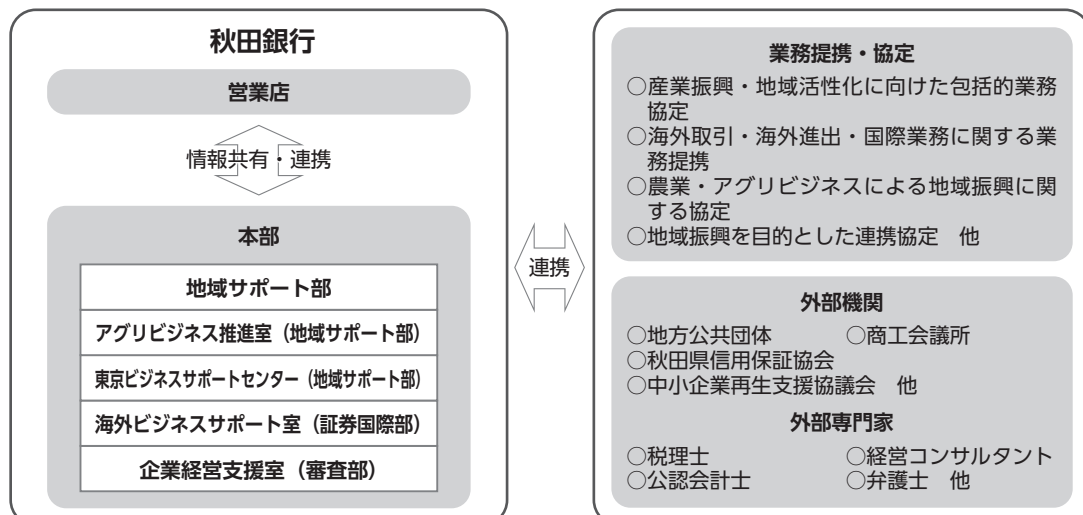 秋田銀行
営業店
情報共有・連携
本部
地域サポート部
アグリビジネス推進室（地域サポート部）
東京ビジネスサポートセンター（地域サポート部）
海外ビジネスサポート室（証券国際部）
企業経営支援室（審査部）
連携
業務提携・協定
○産業振興・地域活性化に向けた包括的業務
協定
○海外取引・海外進出・国際業務に関する業
務提携
○農業・アグリビジネスによる地域振興に関
する協定
○地域振興を目的とした連携協定　他
外部機関
○地方公共団体　○商工会議所
○秋田県信用保証協会
○中小企業再生支援協議会　他
外部専門家
○税理士　○経営コンサルタント
○公認会計士　○弁護士　他